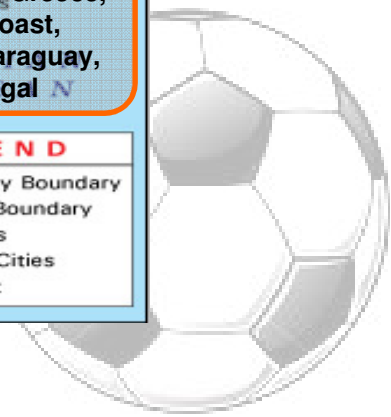 oast,
araguay,
gal N
E N D
y Boundary
Boundary
s
Cities